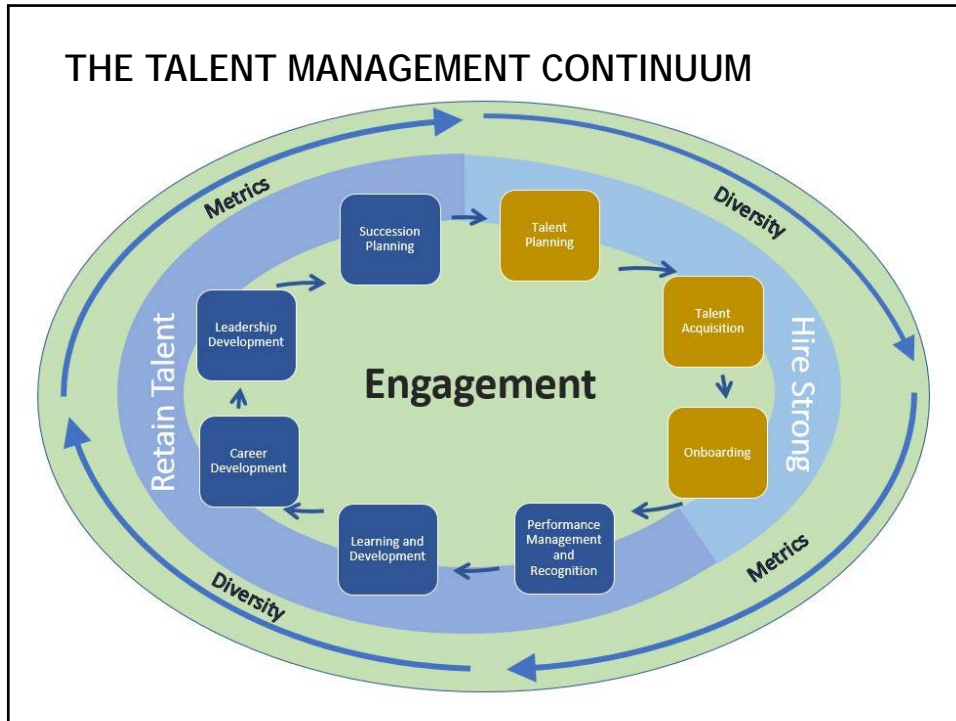 THE TALENT MANAGEMENT CONTINUUM
Metrics
Diversity
Succession
Planning
Talent
Planning
Leadership
Development
Talent
Acquisition
Retain Talent
Engagement
Hire Strong
Career
Development
Onboarding
Learning and
Development
Performance
Management
and
Recognition
Diversity
Metrics